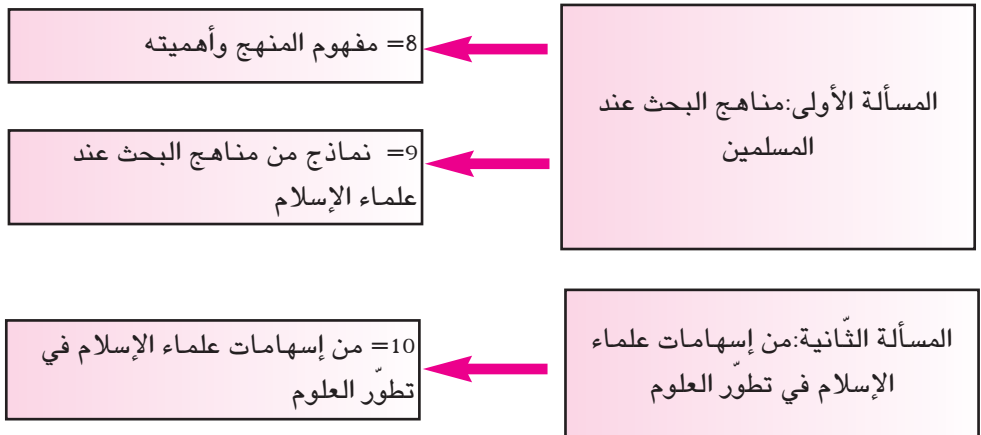 المسألة الأولى:مناهج البحث عند
المسلمين
8= مفهوم المنهج وأهميته
9= نماذج من مناهج البحث عند
علماء الإسلام
المسألة الثّانية:من إسهامات علماء
الإسلام في تطوّر العلوم
10= من إسهامات علماء الإسلام في
تطوّر العلوم